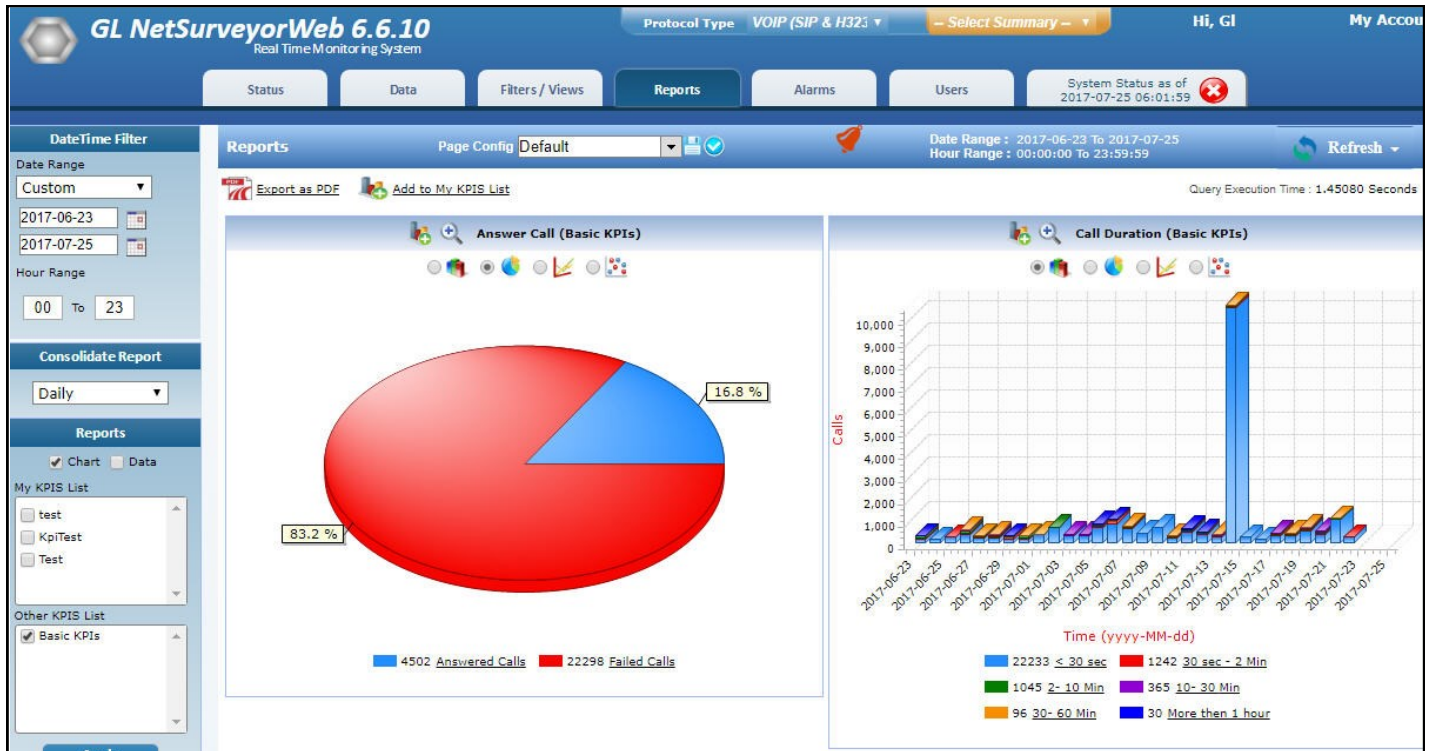 GL NetSurveyorWeb 6.6.10
Real Time Monitoring System
Protocol Type VOIP (SIP & H323
-- Select Summary --
Hi, Gl
My Accou
Status
Data
Filters / Views
Reports
Alarms
Users
System Status as of
2017-07-25 06:01:59
DateTime Filter
Date Range
Custom
2017-06-23
2017-07-25
Hour Range
00 To 23
Consolidate Report
Daily
Reports
Chart Data
My KPIS List
test
KpiTest
Test
Other KPIS List
Basic KPIs
Reports
Page Config Default
Date Range : 2017-06-23 To 2017-07-25
Hour Range : 00:00:00 To 23:59:59
Refresh
PDF
Export as PDF
Add to My KPIS List
Query Execution Time : 1.45080 Seconds
Answer Call (Basic KPIs)
16.8 %
83.2 %
4502 Answered Calls 22298 Failed Calls
Call Duration (Basic KPIs)
Calls
10,000
9,000
8,000
7,000
6,000
5,000
4,000
3,000
2,000
1,000
0
2017-06-23
2017-06-25
2017-06-27
2017-06-29
2017-07-01
2017-07-03
2017-07-05
2017-07-07
2017-07-09
2017-07-11
2017-07-13
2017-07-15
2017-07-17
2017-07-19
2017-07-21
2017-07-23
2017-07-25
Time (yyyy-MM-dd)
22233 < 30 sec 1242 30 sec - 2 Min
1045 2- 10 Min 365 10- 30 Min
96 30- 60 Min 30 More then 1 hour